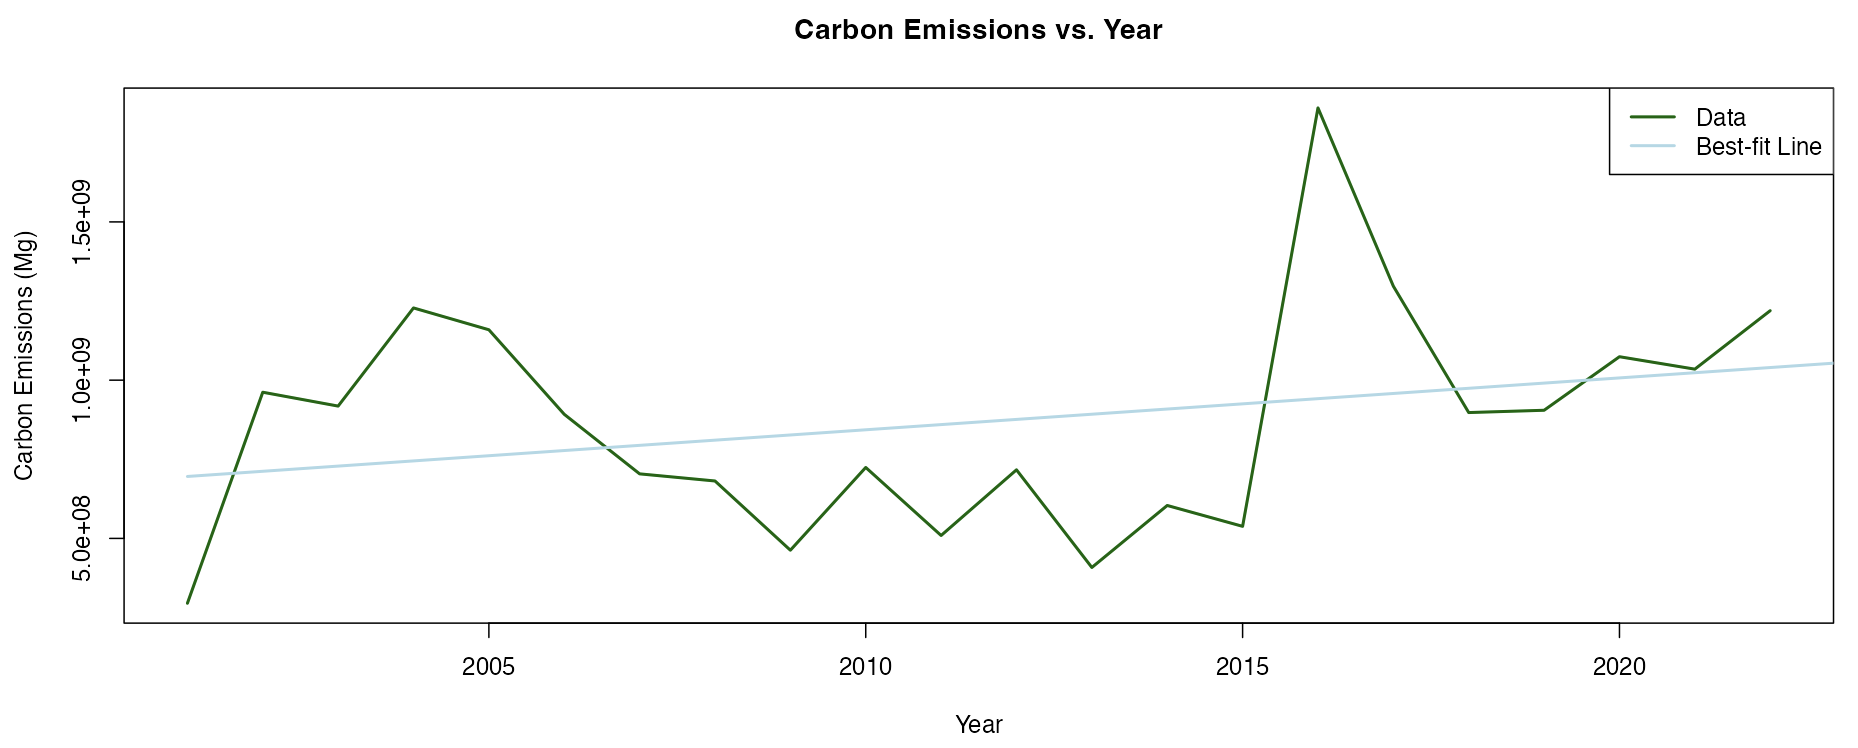 Carbon Emissions vs. Year
Data
Best-fit Line
Carbon Emissions (Mg)
1.5e+09
1.0e+09
5.0e+08
2005 2010 2015 2020
Year